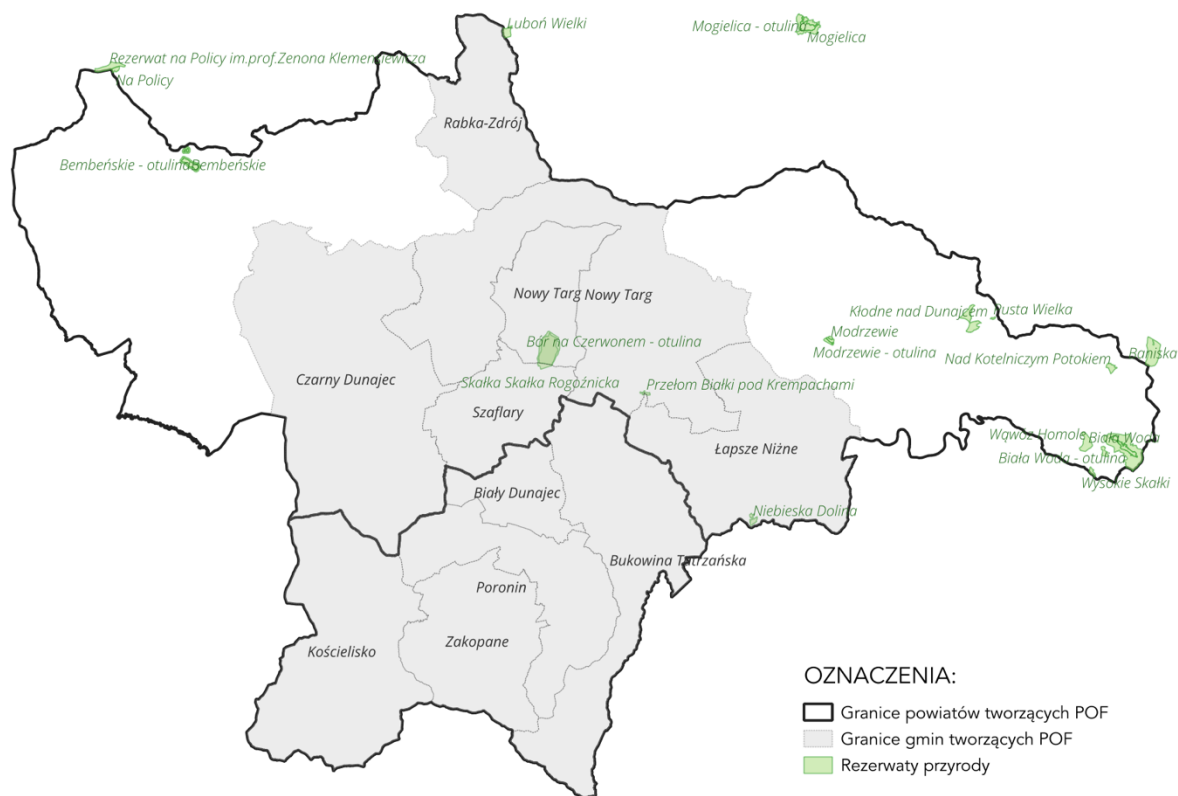 Luboń Wielki
Mogielica - otulina
Mogielica
Rezerwat na Policy im.prof.Zenona Klemensiewicza
Na Policy
Rabka-Zdrój
Bembeńskie - otulina
Bembeńskie
Nowy Targ
Nowy Targ
Kłodne nad Dunajcem
Pusta Wielka
Modrzewie
Bór na Czerwonem - otulina
Modrzewie - otulina
Nad Kotelniczym Potokiem
Baniska
Czarny Dunajec
Skałka Skałka Rogoźnicka
Przełom Białki pod Krempachami
Szaflary
Łapsze Niżne
Wąwóz Homole
Biała Woda
Biała Woda - otulina
Wysokie Skałki
Biały Dunajec
Niebieska Dolina
Bukowina Tatrzańska
Poronin
Zakopane
Kościelisko
OZNACZENIA:
Granice powiatów tworzących POF
Granice gmin tworzących POF
Rezerwaty przyrody